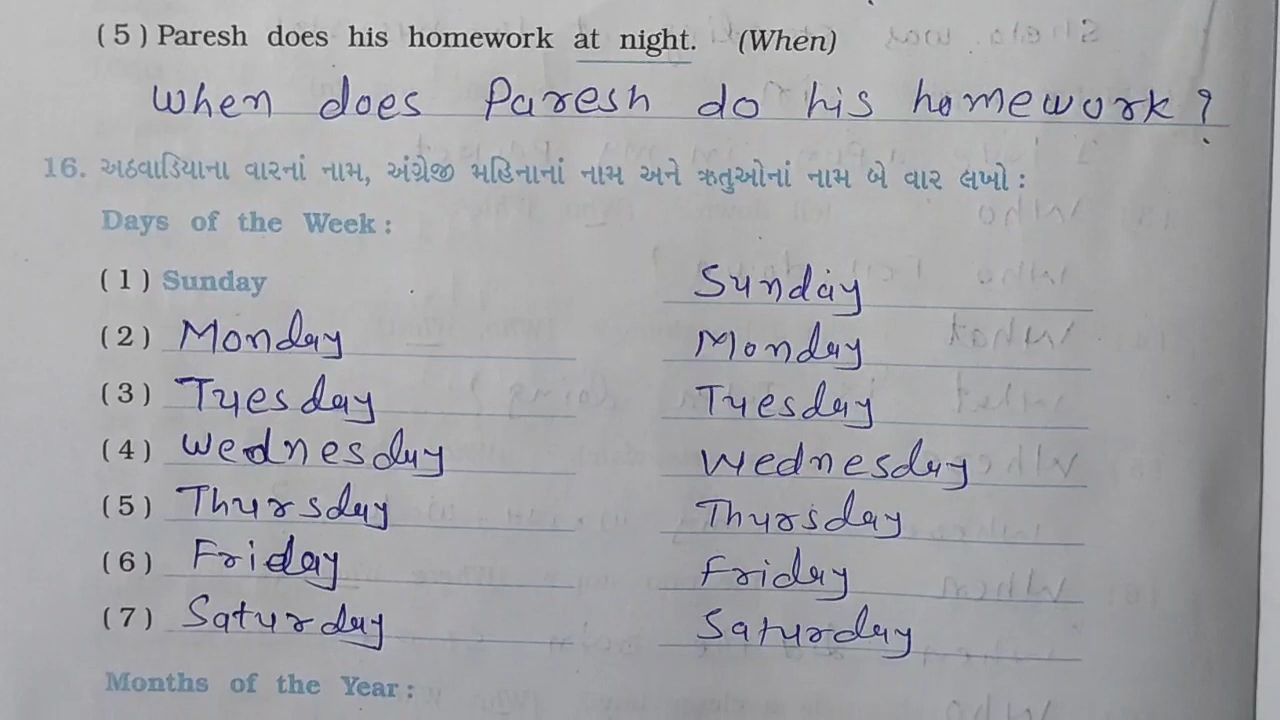 (5) Paresh does his homework at night. (When)
When does Paresh do his homework?
16. અઠવાડિયાના વારનાં નામ, અંગ્રેજી મહિનાનાં નામ અને ઋતુઓનાં નામ બે વાર લખો :
Days of the Week :
(1) Sunday Sunday
(2) Monday Monday
(3) Tuesday Tuesday
(4) Wednesday Wednesday
(5) Thursday Thursday
(6) Friday Friday
(7) Saturday Saturday
Months of the Year :